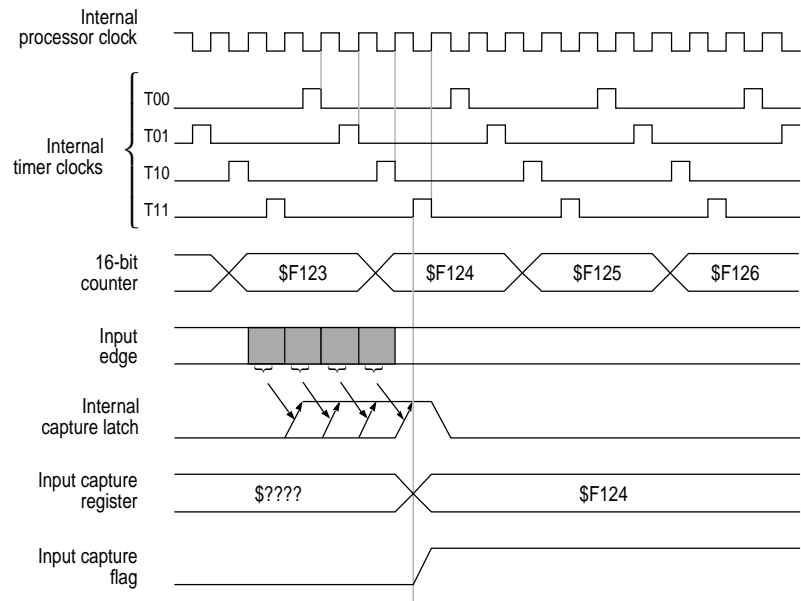 Internal
processor clock
T00
T01
Internal
timer clocks
T10
T11
16-bit
counter
$F123
$F124
$F125
$F126
Input
edge
Internal
capture latch
Input capture
register
$????
$F124
Input capture
flag